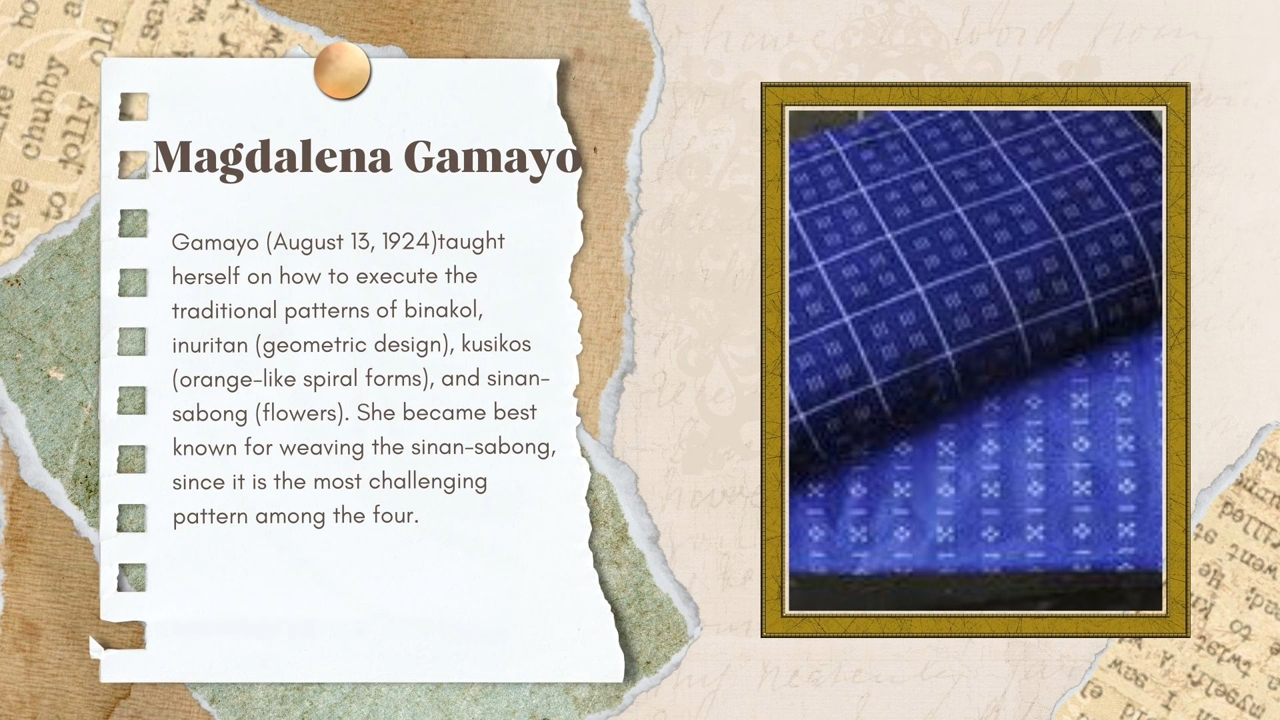 Magdalena Gamayo
Gamayo (August 13, 1924)taught
herself on how to execute the
traditional patterns of binakol,
inuritan (geometric design), kusikos
(orange-like spiral forms), and sinan-
sabong (flowers). She became best
known for weaving the sinan-sabong,
since it is the most challenging
pattern among the four.